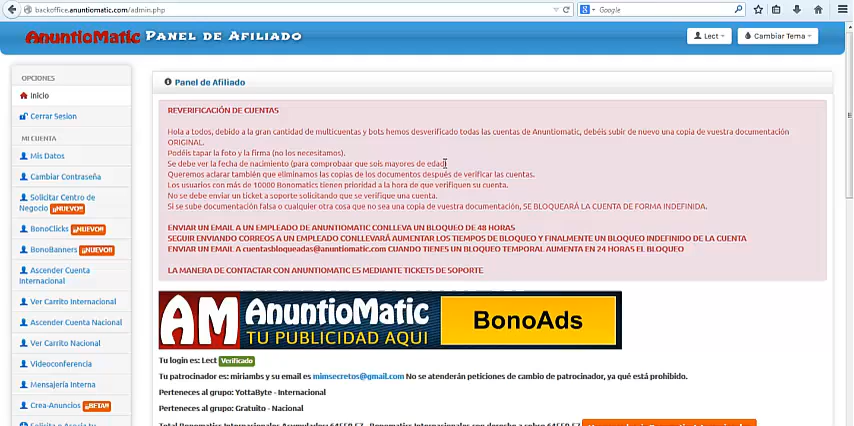 backoffice.anuntiomatic.com/admin.php
Google
AnuntioMatic PANEL DE AFILIADO
Lect
Cambiar Tema
OPCIONES
Inicio
Cerrar Sesion
MI CUENTA
Mis Datos
Cambiar Contraseña
Solicitar Centro de
Negocio ¡¡NUEVO!!
BonoClicks ¡¡NUEVO!!
BonoBanners ¡¡NUEVO!!
Ascender Cuenta
Internacional
Ver Carrito Internacional
Ascender Cuenta Nacional
Ver Carrito Nacional
Videoconferencia
Mensajería Interna
Crea-Anuncios ¡BETA!
Panel de Afiliado
REVERIFICACIÓN DE CUENTAS
Hola a todos, debido a la gran cantidad de multicuentas y bots hemos desverificado todas las cuentas de Anuntiomatic, debéis subir de nuevo una copia de vuestra documentación
ORIGINAL.
Podéis tapar la foto y la firma (no los necesitamos).
Se debe ver la fecha de nacimiento (para comprobar que sois mayores de edad)
Queremos aclarar también que eliminamos las copias de los documentos después de verificar las cuentas.
Los usuarios con más de 10000 Bonomatics tienen prioridad a la hora de que verifiquen su cuenta.
No se debe enviar un ticket a soporte solicitando que se verifique una cuenta.
Si se sube documentación falsa o cualquier otra cosa que no sea una copia de vuestra documentación, SE BLOQUEARÁ LA CUENTA DE FORMA INDEFINIDA.
ENVIAR UN EMAIL A UN EMPLEADO DE ANUNTIOMATIC CONLLEVA UN BLOQUEO DE 48 HORAS
SEGUIR ENVIANDO CORREOS A UN EMPLEADO CONLLEVARÁ AUMENTAR LOS TIEMPOS DE BLOQUEO Y FINALMENTE UN BLOQUEO INDEFINIDO DE LA CUENTA
ENVIAR UN EMAIL A cuentasbloqueadas@anuntiomatic.com CUANDO TIENES UN BLOQUEO TEMPORAL AUMENTA EN 24 HORAS EL BLOQUEO
LA MANERA DE CONTACTAR CON ANUNTIOMATIC ES MEDIANTE TICKETS DE SOPORTE
AM AnuntioMatic
TU PUBLICIDAD AQUI
BonoAds
Tu login es: Lect Verificado
Tu patrocinador es: miriambs y su email es mimsecretos@gmail.com No se atenderán peticiones de cambio de patrocinador, ya qué está prohibido.
Perteneces al grupo: YottaByte - Internacional
Perteneces al grupo: Gratuito - Nacional